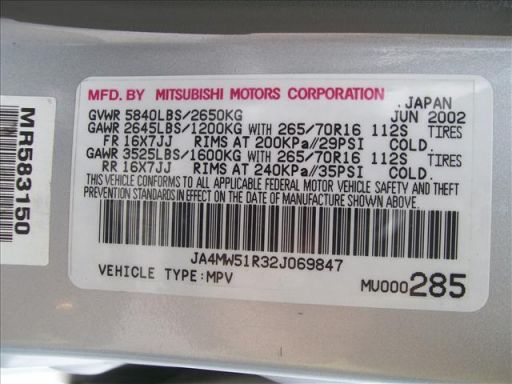 MFD. BY MITSUBISHI MOTORS CORPORATION
, JAPAN
GVWR 5840LBS/2650KG JUN 2002
GAWR 2645LBS/1200KG WITH 265/70R16 112S
FR 16X7JJ RIMS AT 200KPa//29PSI COLD.
GAWR 3525LBS/1600KG WITH 265/70R16 112S
RR 16X7JJ RIMS AT 240KPa//35PSI COLD.
THIS VEHICLE CONFORMS TO ALL APPLICABLE FEDERAL MOTOR VEHICLE SAFETY AND THEFT
PREVENTION STANDARDS IN EFFECT ON THE DATE OF MANUFACTURE SHOWN ABOVE.
JA4MW51R32J069847
VEHICLE TYPE:MPV MU000285
MR583150